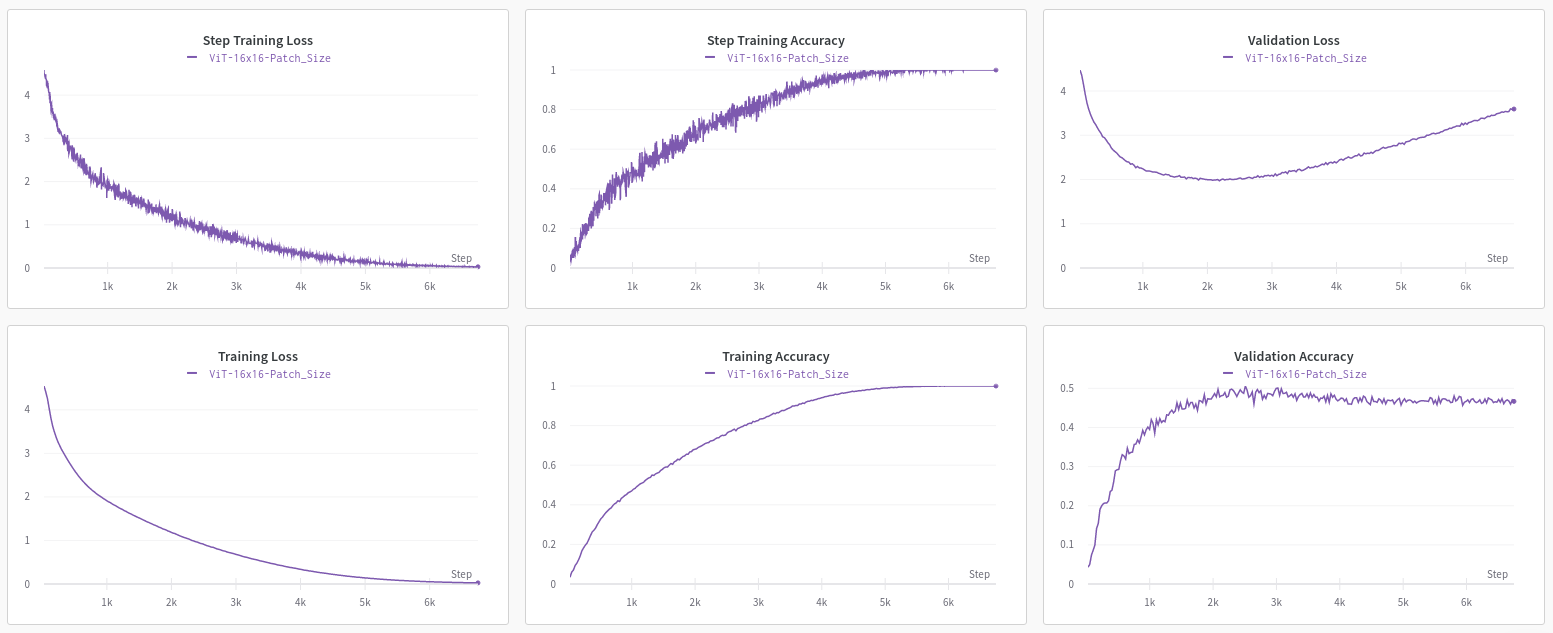 Step Training Loss
ViT-16x16-Patch_Size
4
3
2
1
0
Step
1k 2k 3k 4k 5k 6k
Step Training Accuracy
ViT-16x16-Patch_Size
1
0.8
0.6
0.4
0.2
0
Step
1k 2k 3k 4k 5k 6k
Validation Loss
ViT-16x16-Patch_Size
4
3
2
1
0
Step
1k 2k 3k 4k 5k 6k
Training Loss
ViT-16x16-Patch_Size
4
3
2
1
0
Step
1k 2k 3k 4k 5k 6k
Training Accuracy
ViT-16x16-Patch_Size
1
0.8
0.6
0.4
0.2
0
Step
1k 2k 3k 4k 5k 6k
Validation Accuracy
ViT-16x16-Patch_Size
0.5
0.4
0.3
0.2
0.1
0
Step
1k 2k 3k 4k 5k 6k